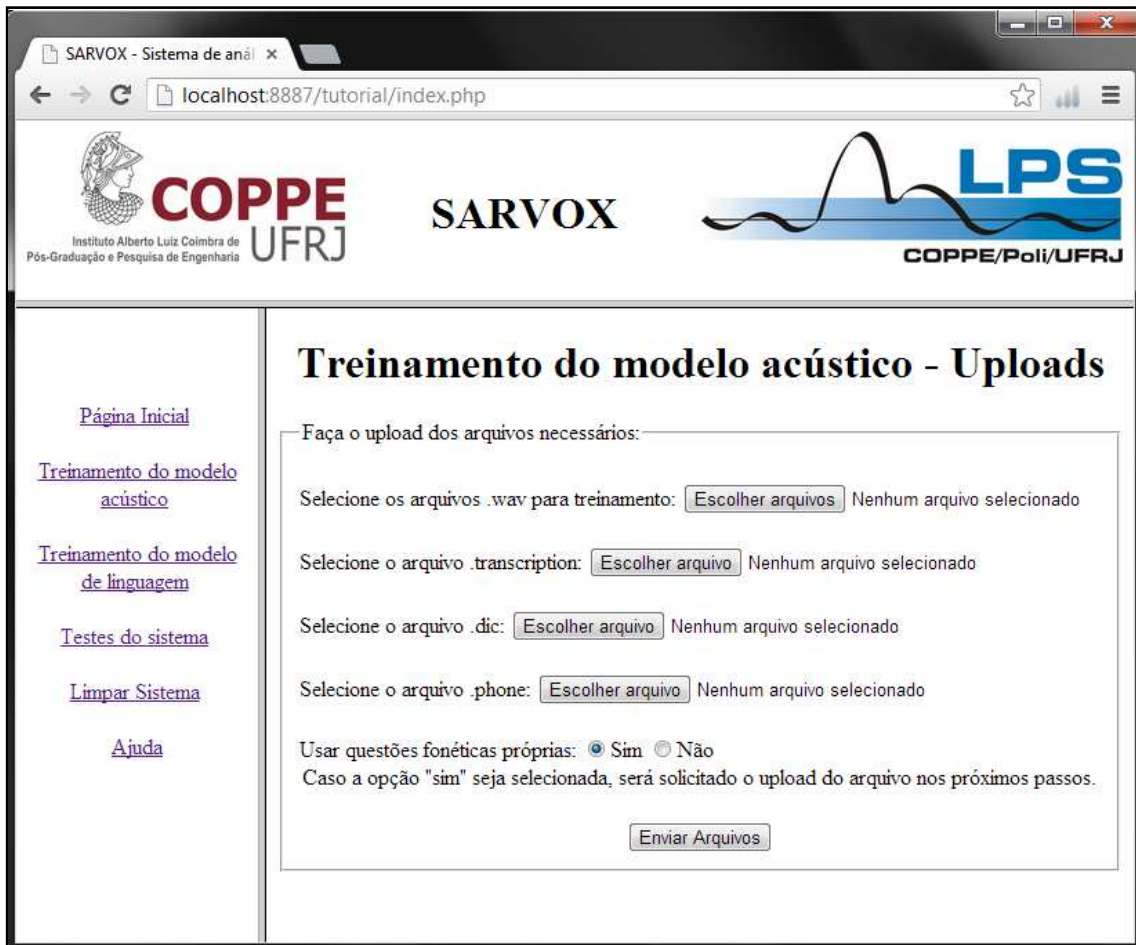 SARVOX - Sistema de anál
localhost:8887/tutorial/index.php
COPPE
UFRJ
Instituto Alberto Luiz Coimbra de
Pós-Graduação e Pesquisa de Engenharia
SARVOX
LPS
COPPE/Poli/UFRJ
Página Inicial
Treinamento do modelo
acústico
Treinamento do modelo
de linguagem
Testes do sistema
Limpar Sistema
Ajuda
Treinamento do modelo acústico - Uploads
Faça o upload dos arquivos necessários:
Selecione os arquivos .wav para treinamento: Escolher arquivos Nenhum arquivo selecionado
Selecione o arquivo .transcription: Escolher arquivo Nenhum arquivo selecionado
Selecione o arquivo .dic: Escolher arquivo Nenhum arquivo selecionado
Selecione o arquivo .phone: Escolher arquivo Nenhum arquivo selecionado
Usar questões fonéticas próprias: Sim Não
Caso a opção "sim" seja selecionada, será solicitado o upload do arquivo nos próximos passos.
Enviar Arquivos